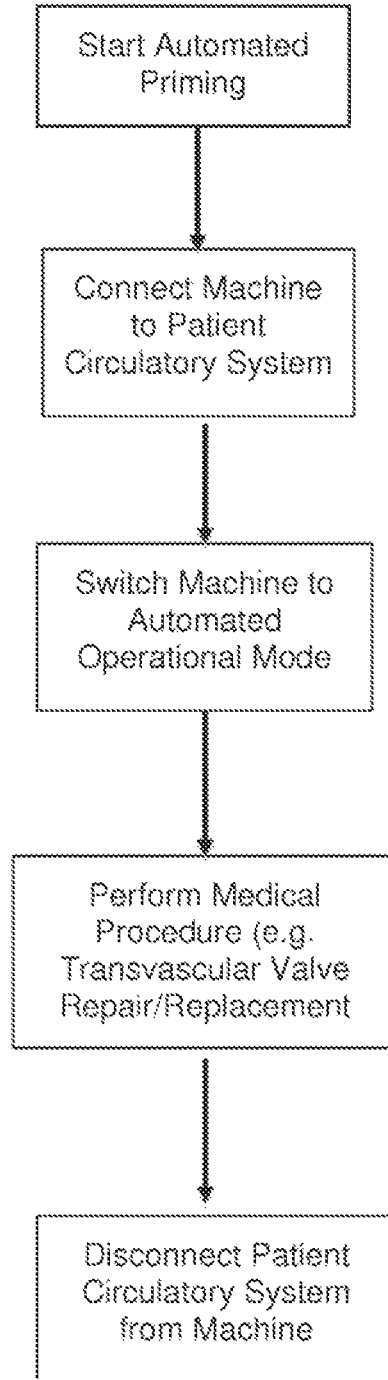 Start Automated
Priming
Connect Machine
to Patient
Circulatory System
Switch Machine to
Automated
Operational Mode
Perform Medical
Procedure (e.g.
Transvascular Valve
Repair/Replacement
Disconnect Patient
Circulatory System
from Machine